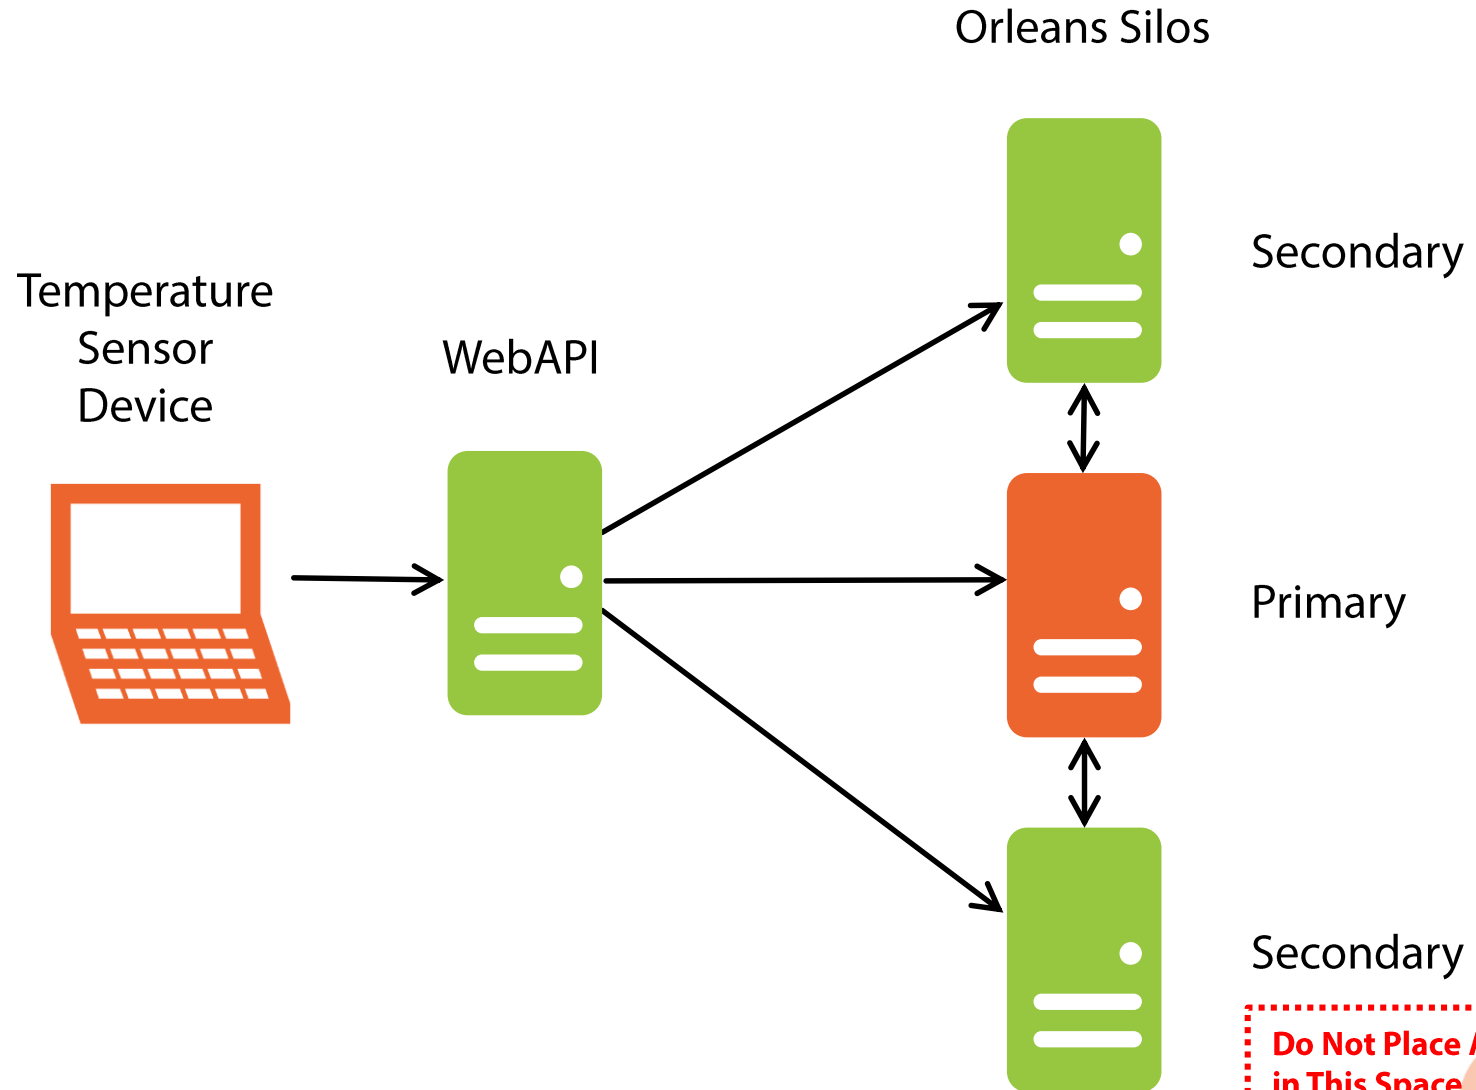 Orleans Silos
Secondary
Temperature
Sensor
Device
WebAPI
Primary
Secondary
Do Not Place
in This Space